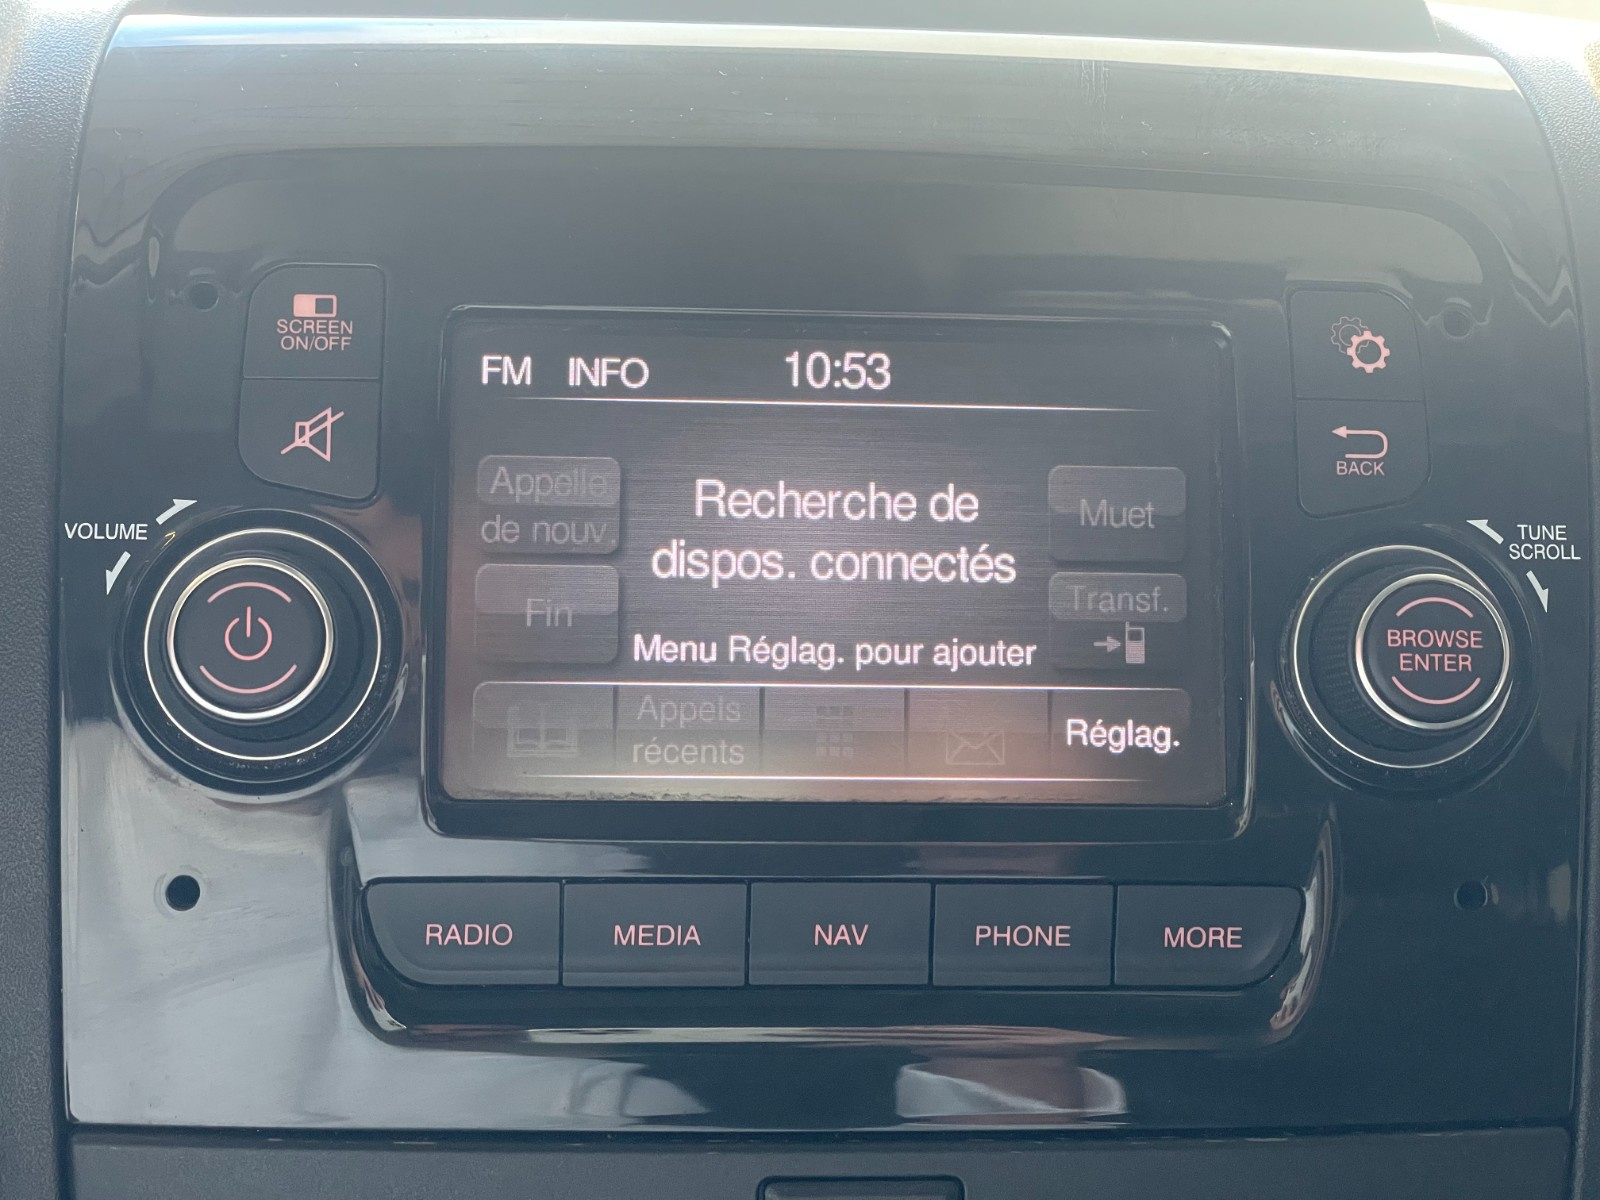 SCREEN
ON/OFF
FM INFO 10:53
BACK
VOLUME
TUNE
SCROLL
Appelle
de nouv.
Recherche de
dispos. connectés
Muet
Fin
Transf.
Menu Réglag. pour ajouter
BROWSE
ENTER
Appels
récents
Réglag.
RADIO
MEDIA
NAV
PHONE
MORE